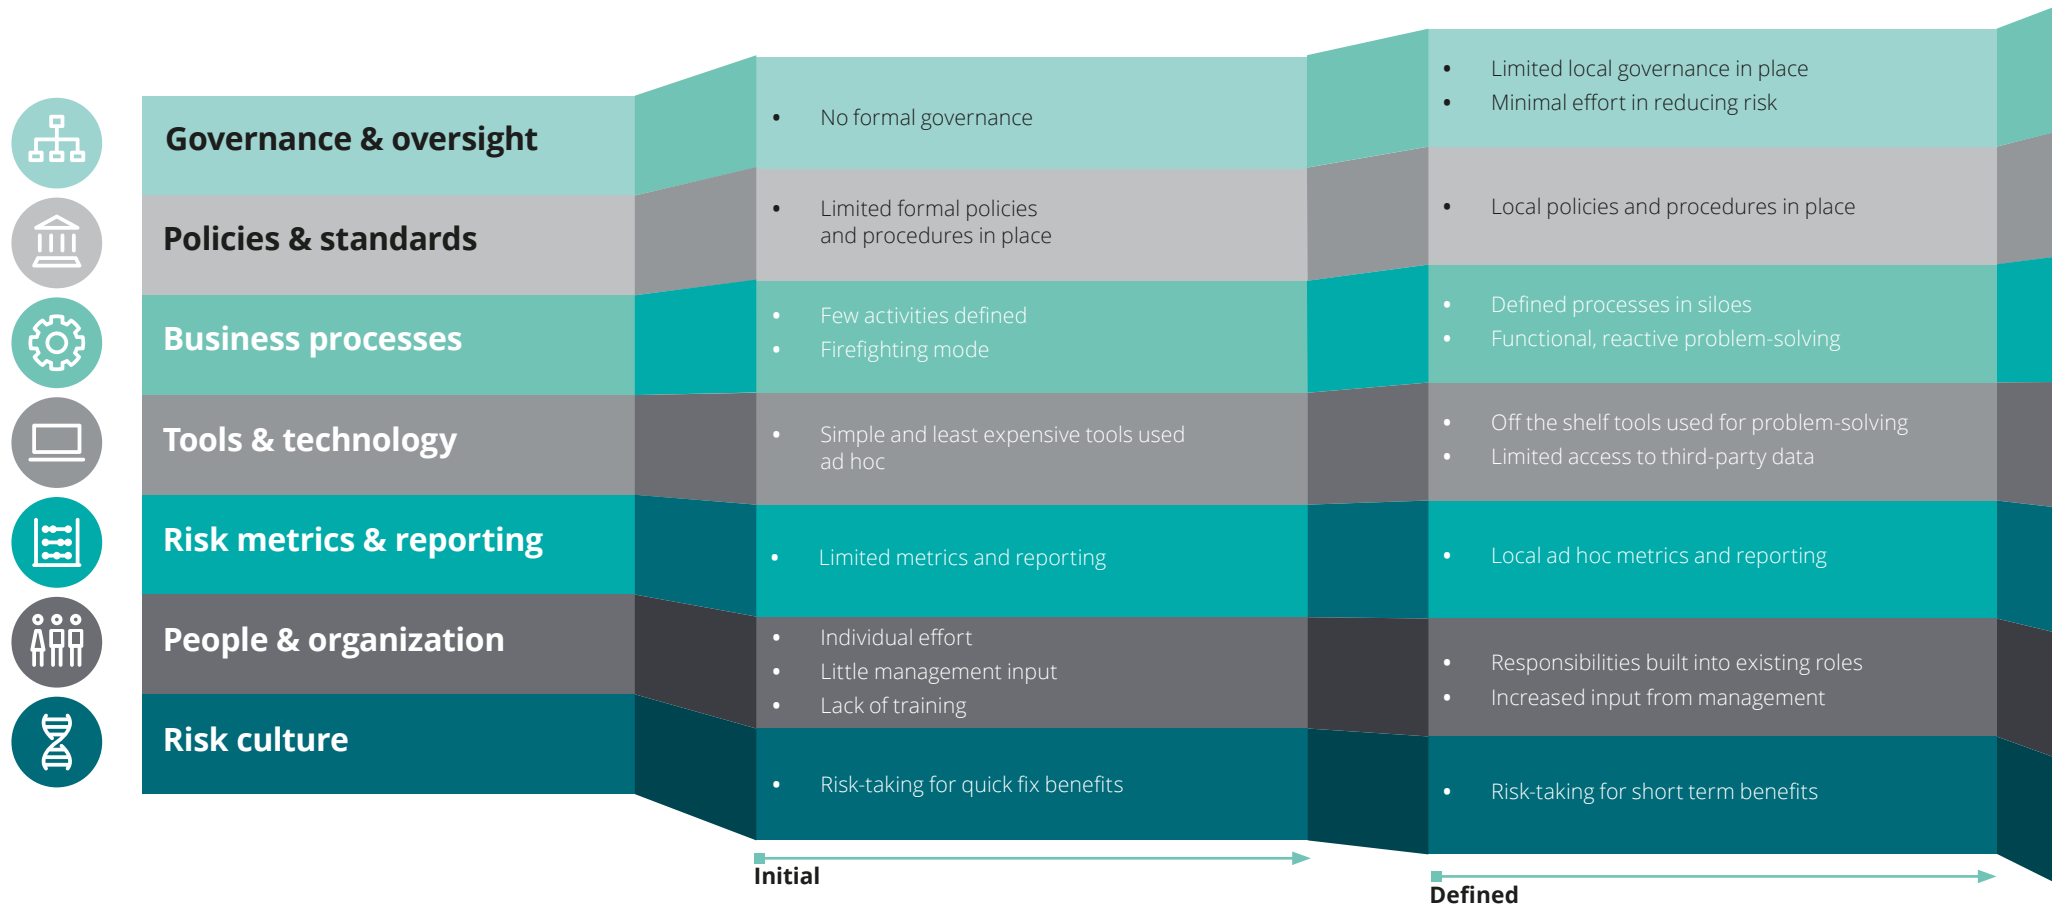 Governance & oversight
• No formal governance
• Limited local governance in place
• Minimal effort in reducing risk
Policies & standards
• Limited formal policies
and procedures in place
• Local policies and procedures in place
Business processes
• Few activities defined
• Firefighting mode
• Defined processes in siloes
• Functional, reactive problem-solving
Tools & technology
• Simple and least expensive tools used
ad hoc
• Off the shelf tools used for problem-solving
• Limited access to third-party data
Risk metrics & reporting
• Limited metrics and reporting
• Local ad hoc metrics and reporting
People & organization
• Individual effort
• Little management input
• Lack of training
• Responsibilities built into existing roles
• Increased input from management
Risk culture
• Risk-taking for quick fix benefits
• Risk-taking for short term benefits
Initial
Defined